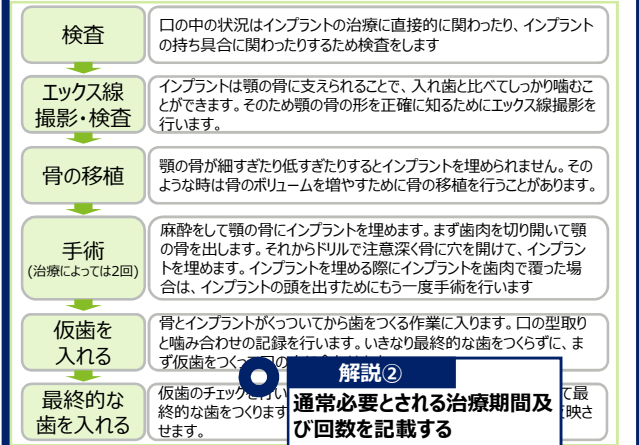 検査
口の中の状況はインプラントの治療に直接的に関わったり、インプラント
の持ち具合に関わったりするため検査をします
エックス線
撮影・検査
インプラントは顎の骨に支えられることで、入れ歯と比べてしっかり噛むこ
とができます。そのため顎の骨の形を正確に知るためにエックス線撮影を
行います。
骨の移植
顎の骨が細すぎたり低すぎたりするとインプラントを埋められません。その
ような時は骨のボリュームを増やすために骨の移植を行うことがあります。
手術
(治療によっては2回)
麻酔をして顎の骨にインプラントを埋めます。まず歯肉を切り開いて顎
の骨を出します。それからドリルで注意深く骨に穴を開けて、インプラン
トを埋めます。インプラントを埋める際にインプラントを歯肉で覆った場
合は、インプラントの頭を出すためにもう一度手術を行います
仮歯を
入れる
骨とインプラントがくっついてから歯をつくる作業に入ります。口の型取り
と噛み合わせの記録を行います。いきなり最終的な歯をつくらずに、ま
ず仮歯をつくっ
最終的な
歯を入れる
仮歯のチェックを行い て最
終的な歯をつくります 映さ
せます。
解説②
通常必要とされる治療期間及
び回数を記載する